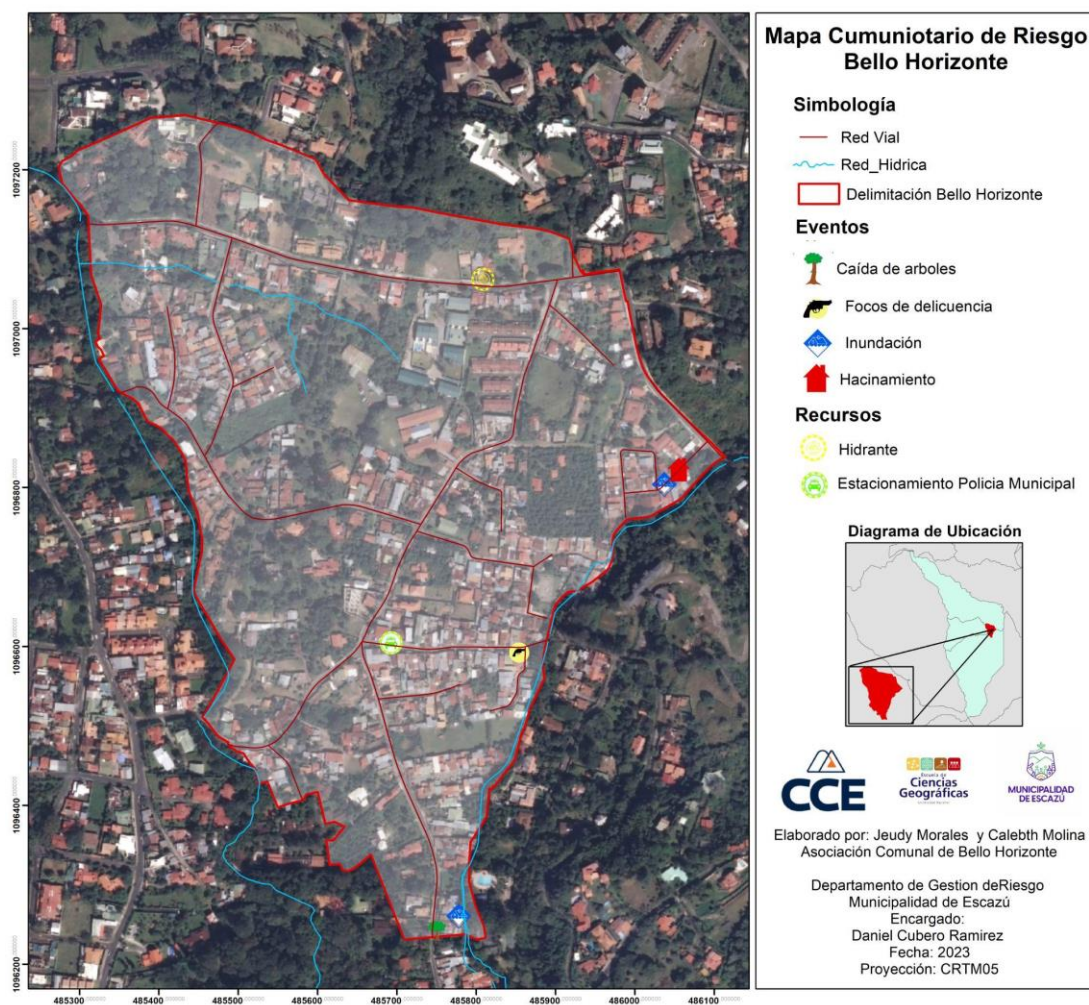 Mapa Cumuniotario de Riesgo
Bello Horizonte
Simbología
Red Vial
Red_Hidrica
Delimitación Bello Horizonte
Eventos
Caída de arboles
Focos de delicuencia
Inundación
Hacinamiento
Recursos
Hidrante
Estacionamiento Policia Municipal
Diagrama de Ubicación
CCE
Escuela de
Ciencias
Geográficas
MUNICIPALIDAD
DE ESCAZÚ
Elaborado por: Jeudy Morales y Calebth Molina
Asociación Comunal de Bello Horizonte
Departamento de Gestion deRiesgo
Municipalidad de Escazú
Encargado:
Daniel Cubero Ramirez
Fecha: 2023
Proyección: CRTM05
1097200
1097000
1096800
1096600
1096400
1096200
485300 485400 485500 485600 485700 485800 485900 486000 486100